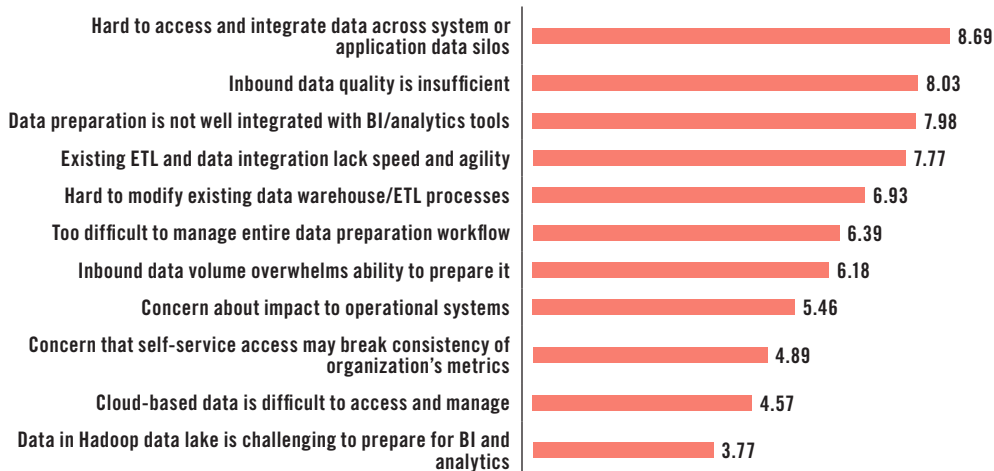 Hard to access and integrate data across system or
application data silos
8.69
Inbound data quality is insufficient
8.03
Data preparation is not well integrated with BI/analytics tools
7.98
Existing ETL and data integration lack speed and agility
7.77
Hard to modify existing data warehouse/ETL processes
6.93
Too difficult to manage entire data preparation workflow
6.39
Inbound data volume overwhelms ability to prepare it
6.18
Concern about impact to operational systems
5.46
Concern that self-service access may break consistency of
organization’s metrics
4.89
Cloud-based data is difficult to access and manage
4.57
Data in Hadoop data lake is challenging to prepare for BI and
analytics
3.77